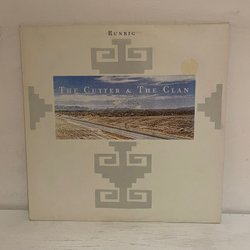 RUNRIG
THE CUTTER & THE CLAN